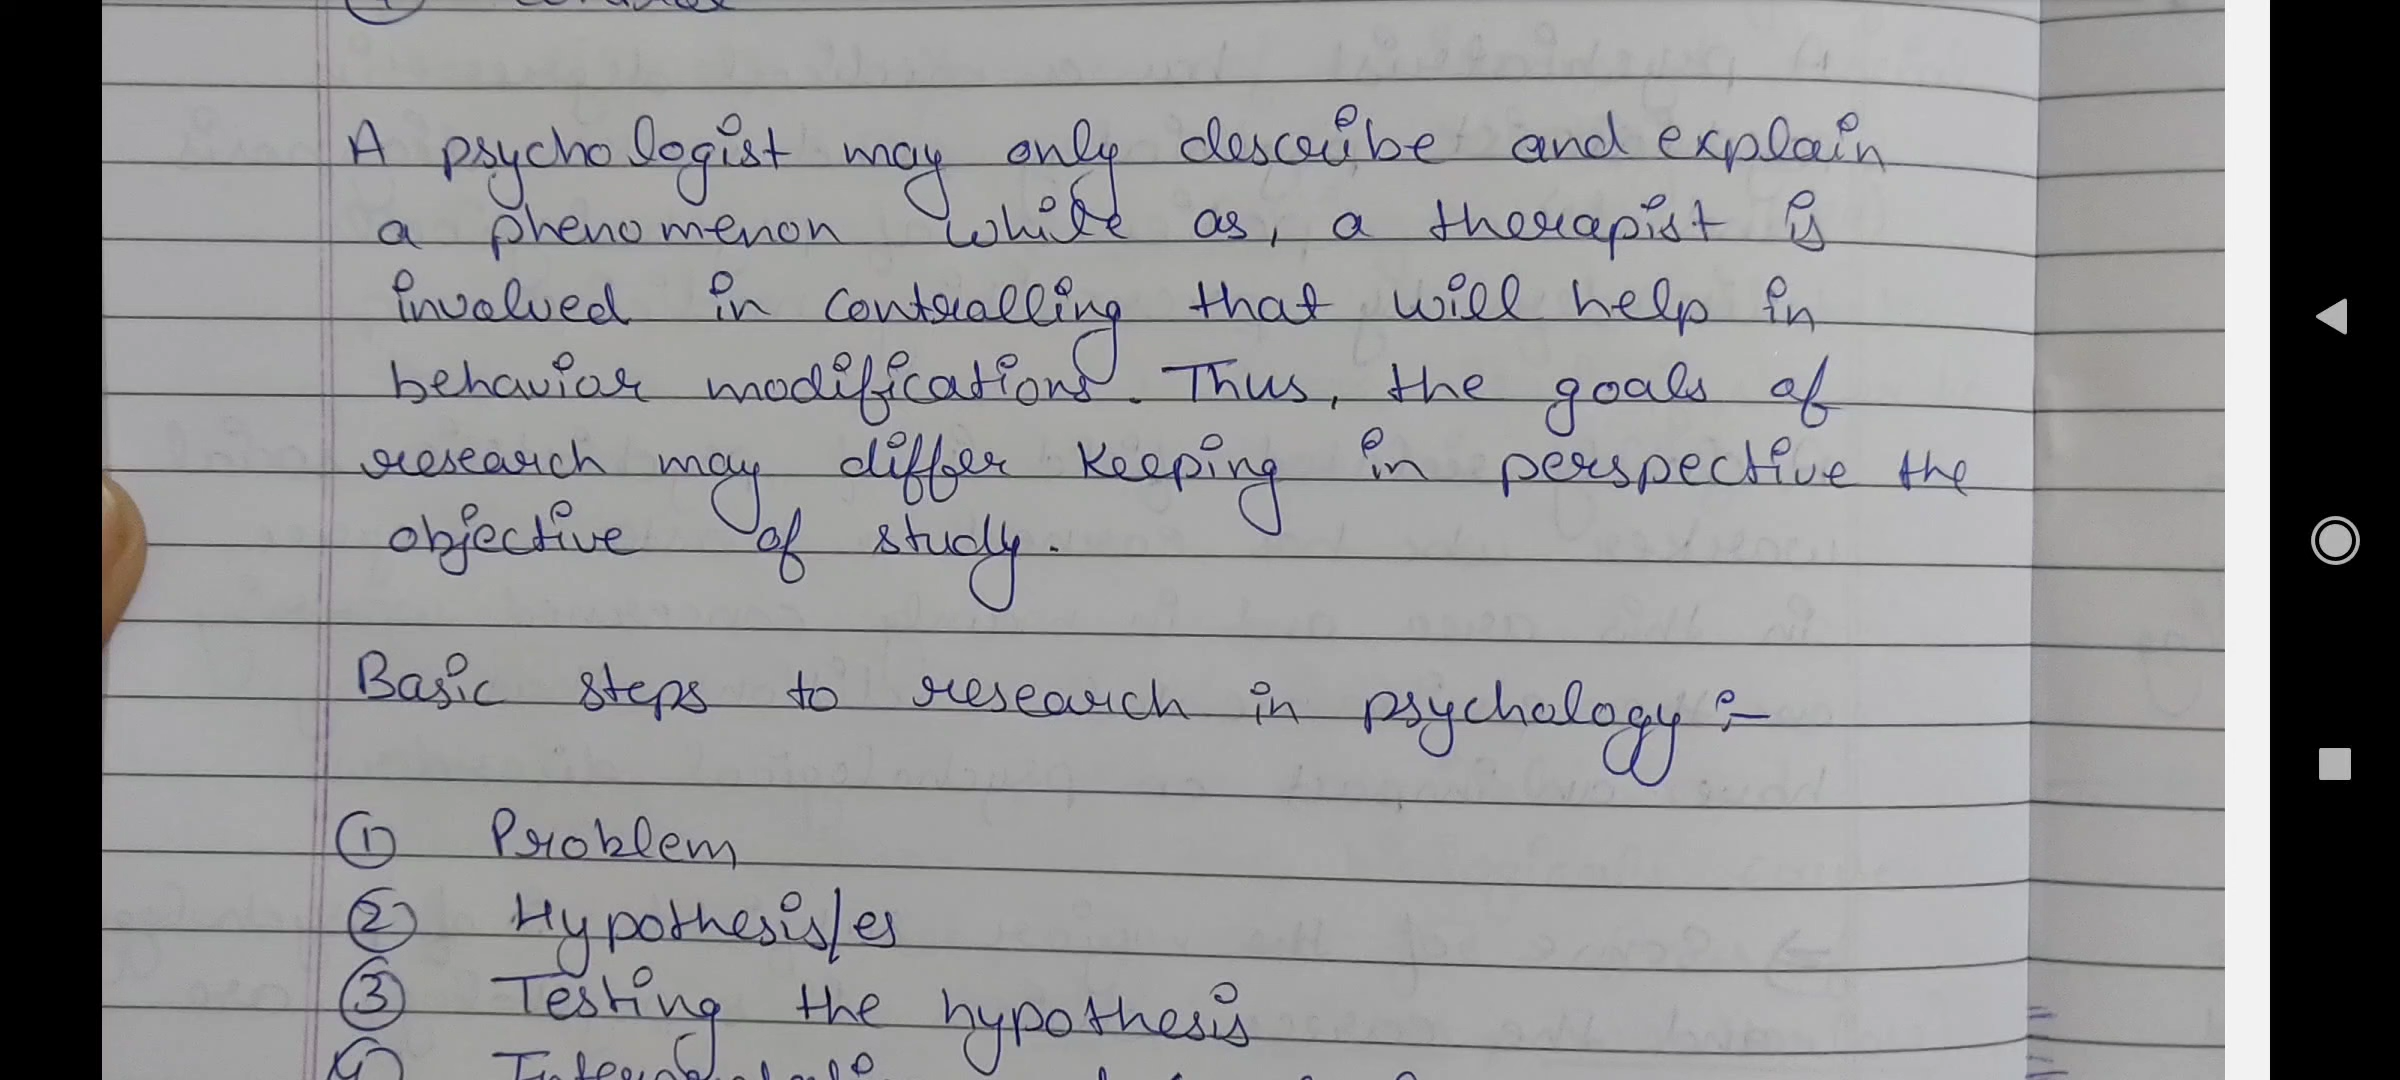 A psychologist may only describe and explain
a phenomenon while as, a therapist is
involved in controlling that will help in
behavior modifications. Thus, the goals of
research may differ keeping in perspective the
objective of study.
Basic steps to research in psychology :-
① Problem
② Hypothesis/es
③ Testing the hypothesis
④